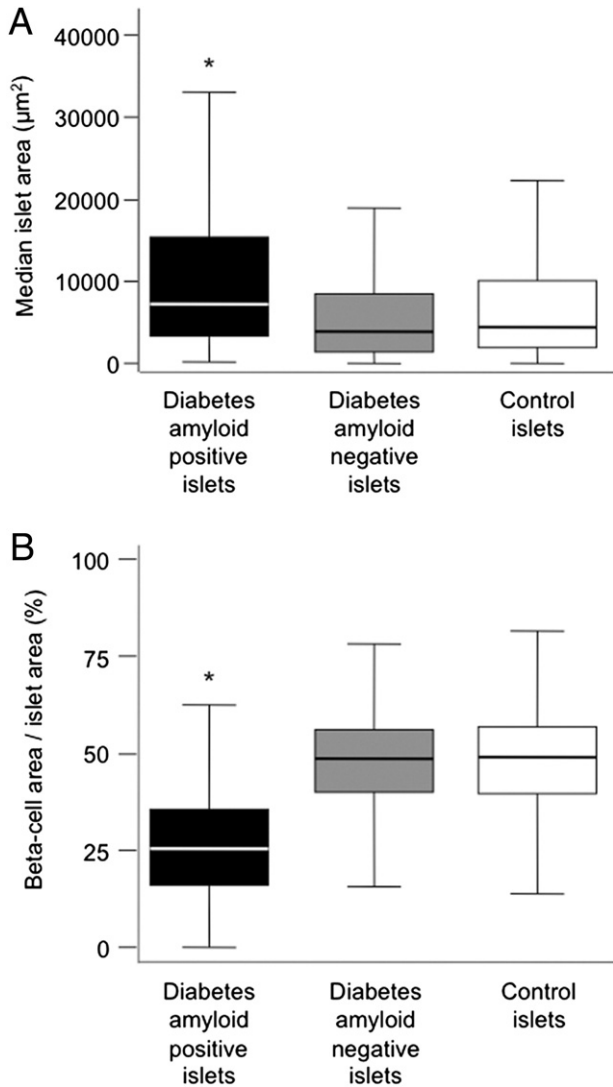 A
Median islet area (µm²)
40000
30000
20000
10000
0
*
Diabetes
amyloid
positive
islets
Diabetes
amyloid
negative
islets
Control
islets
B
Beta-cell area / islet area (%)
100
75
50
25
0
*
Diabetes
amyloid
positive
islets
Diabetes
amyloid
negative
islets
Control
islets